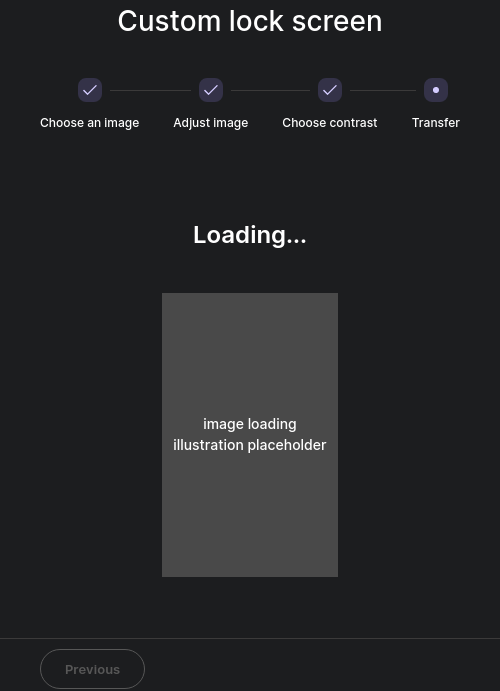 Custom lock screen
Choose an image
Adjust image
Choose contrast
Transfer
Loading...
image loading
illustration placeholder
Previous